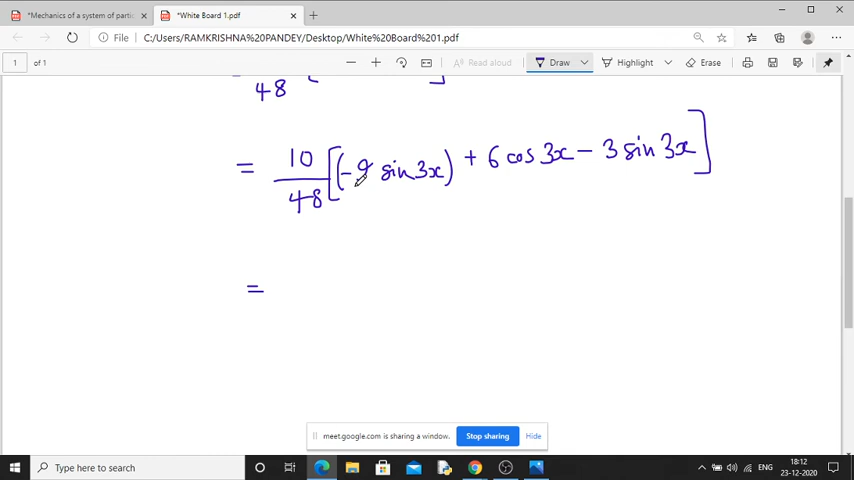 *Mechanics of a system of partic
*White Board 1.pdf
File C:/Users/RAMKRISHNA%20PANDEY/Desktop/White%20Board%201.pdf
1 of 1 Read aloud Draw Highlight Erase
48
= 10/48 [(-9 sin 3x) + 6 cos 3x - 3 sin 3x]
=
meet.google.com is sharing a window. Stop sharing Hide
Type here to search
ENG
18:12
23-12-2020